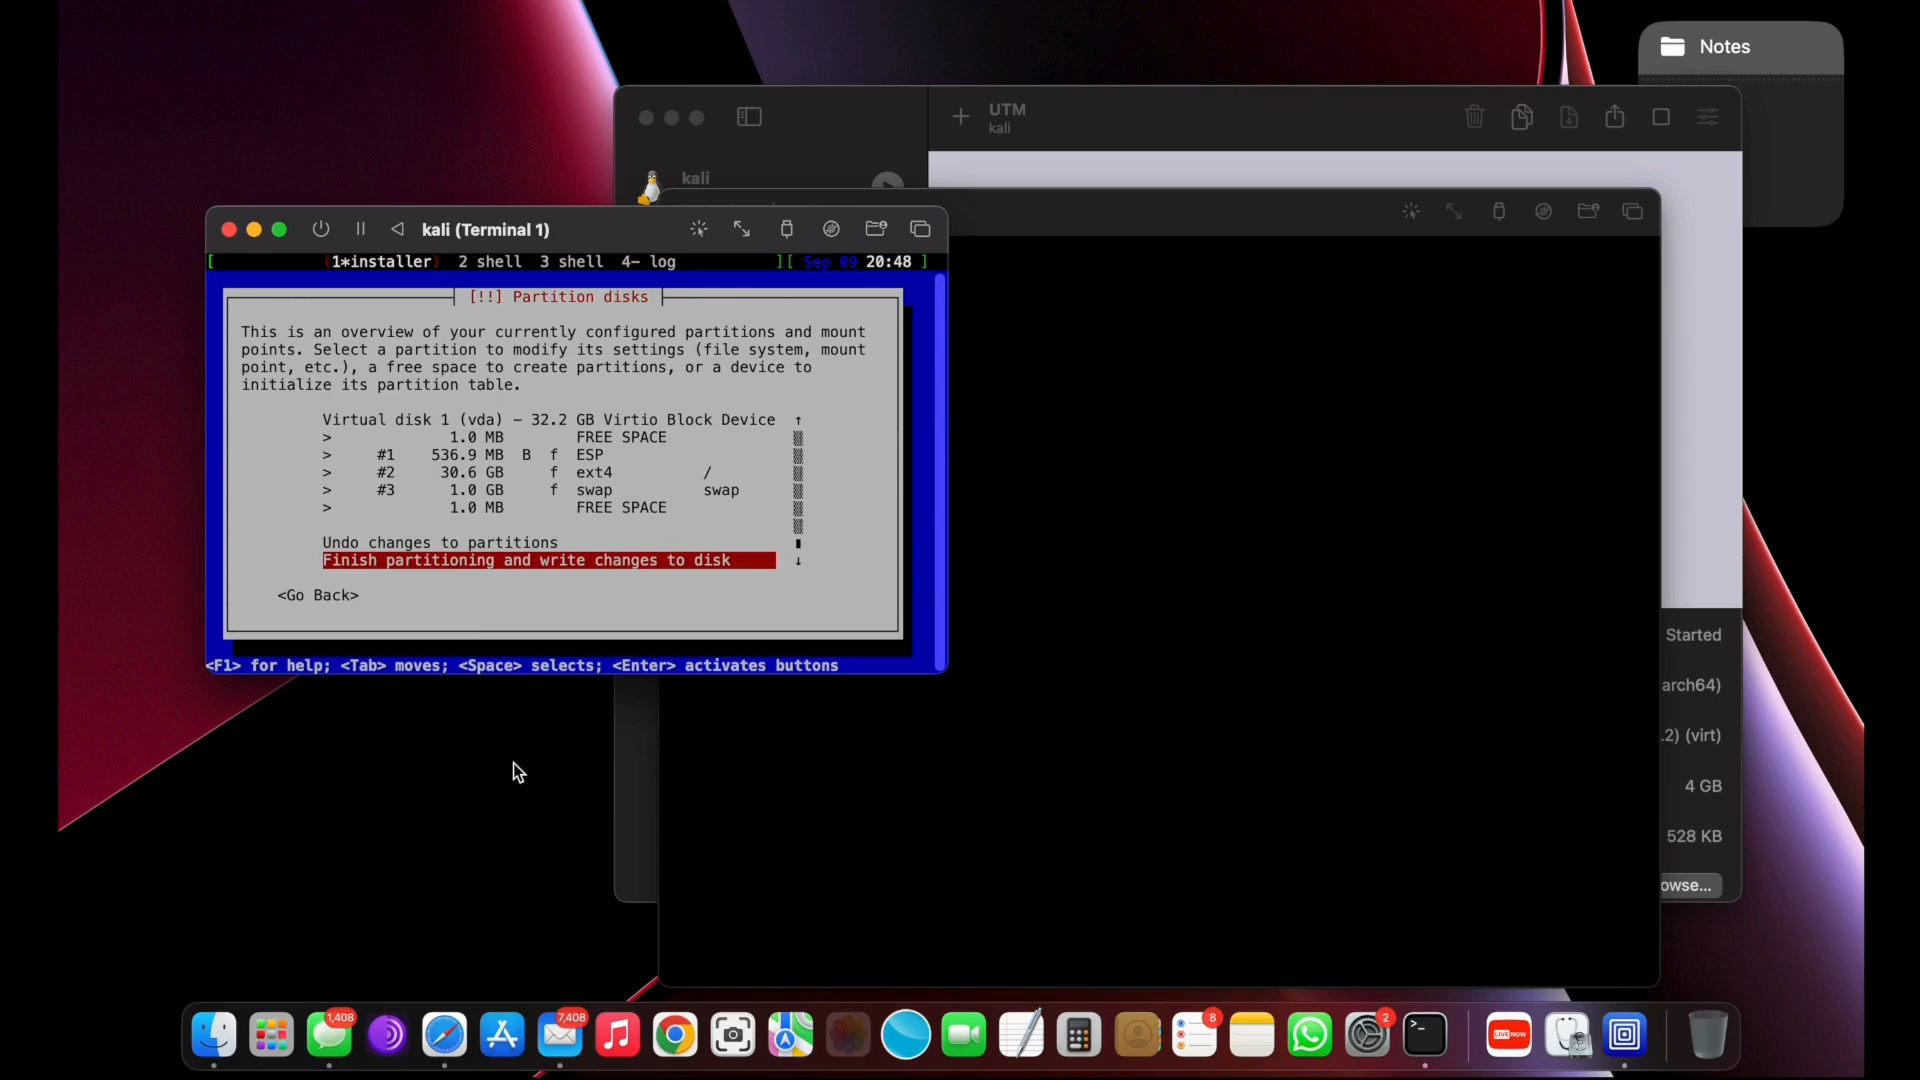 Notes
UTM
kali
kali
kali (Terminal 1)
[ (1*installer) 2 shell 3 shell 4- log ][ Sep 09 20:48 ]
[!!] Partition disks
This is an overview of your currently configured partitions and mount
points. Select a partition to modify its settings (file system, mount
point, etc.), a free space to create partitions, or a device to
initialize its partition table.
Virtual disk 1 (vda) - 32.2 GB Virtio Block Device ↑
> 1.0 MB FREE SPACE
> #1 536.9 MB B f ESP
> #2 30.6 GB f ext4 /
> #3 1.0 GB f swap swap
> 1.0 MB FREE SPACE
Undo changes to partitions
Finish partitioning and write changes to disk ↓
<Go Back>
<F1> for help; <Tab> moves; <Space> selects; <Enter> activates buttons
Started
arch64)
.2) (virt)
4 GB
528 KB
owse...
1,408
7,408
8
2
>_
LIVE NOW